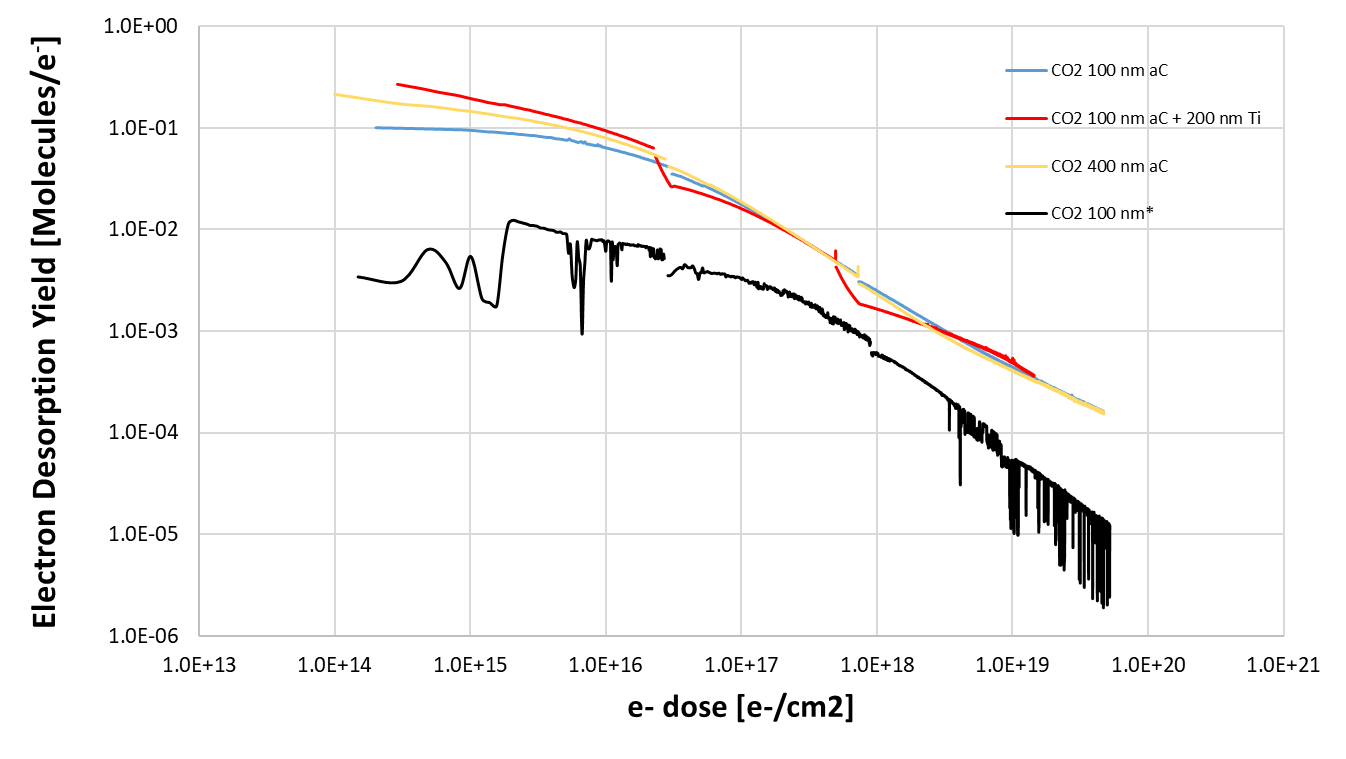 Electron Desorption Yield [Molecules/e-]
1.0E+00
1.0E-01
1.0E-02
1.0E-03
1.0E-04
1.0E-05
1.0E-06
CO2 100 nm aC
CO2 100 nm aC + 200 nm Ti
CO2 400 nm aC
CO2 100 nm*
1.0E+13 1.0E+14 1.0E+15 1.0E+16 1.0E+17 1.0E+18 1.0E+19 1.0E+20 1.0E+21
e- dose [e-/cm2]